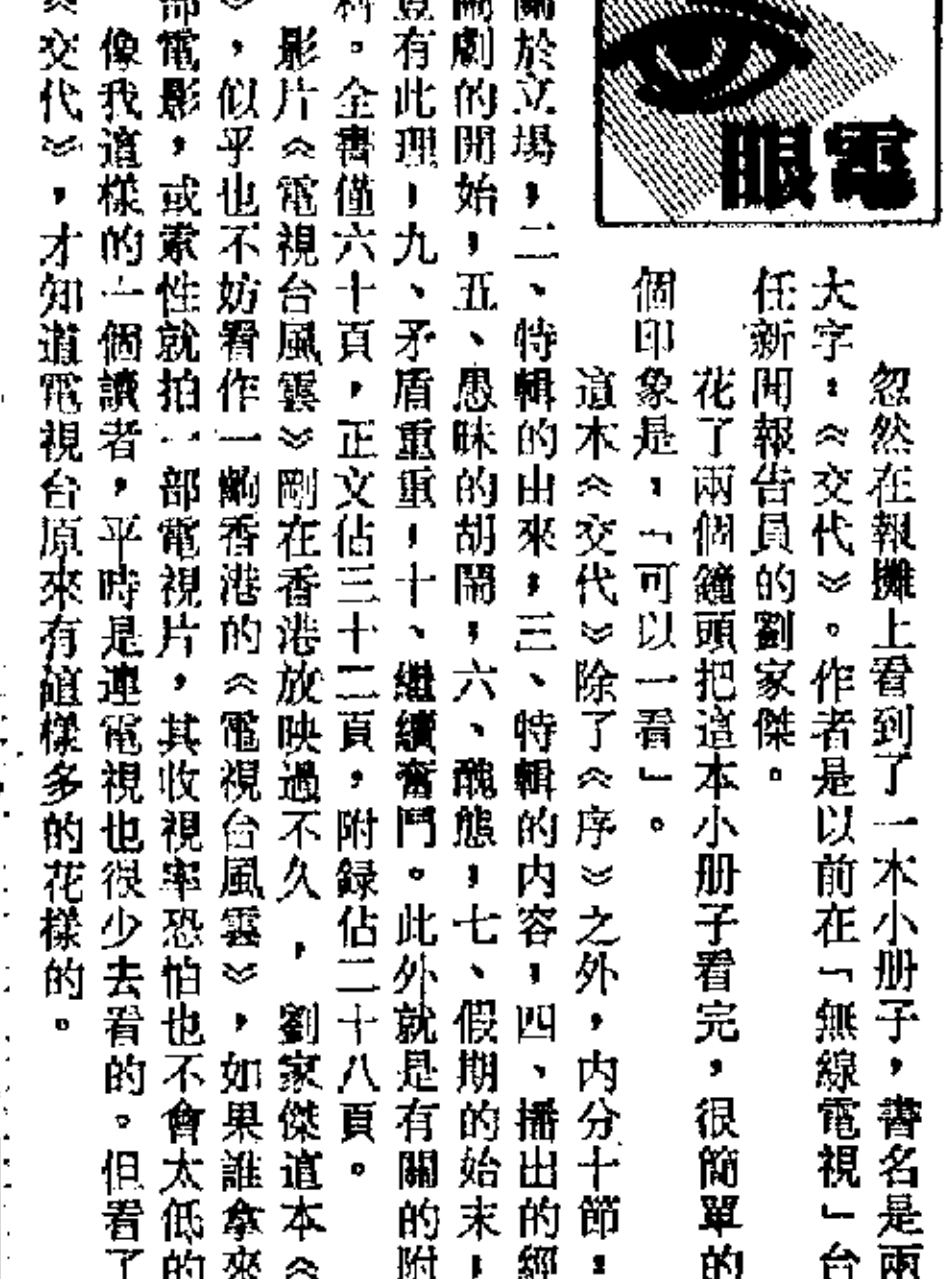 電眼
忽然在報攤上看到了一本小册子,書名是兩
大字:《交代》。作者是以前在「無線電視」台
任新聞報告員的劉家傑。
花了兩個鐘頭把這本小册子看完,很簡單的
個印象是,「可以一看」。
這本《交代》除了《序》之外,内分十節:
關於立場,二、特輯的由來,三、特輯的内容,四、播出的經
鬧劇的開始,五、愚昧的胡鬧,六、醜態,七、假期的始末,
豈有此理!九、矛盾重重!十、繼續奮鬥。此外就是有關的附
料。全書僅六十頁,正文佔三十二頁,附録佔二十八頁。
影片《電視台風雲》剛在香港放映過不久,劉家傑這本《
》,似乎也不妨看作一齣香港的《電視台風雲》,如果誰拿來
部電影,或索性就拍一部電視片,其收視率恐怕也不會太低的
像我這樣的一個讀者,平時是連電視也很少去看的。但看了
《交代》,才知道電視台原來有這樣多的花樣的。